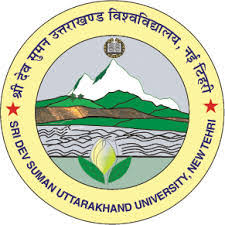 श्री देव सुमन उत्तराखण्ड विश्वविद्यालय, नई टिहरी
SRI DEV SUMAN UTTARAKHAND UNIVERSITY, NEW TEHRI